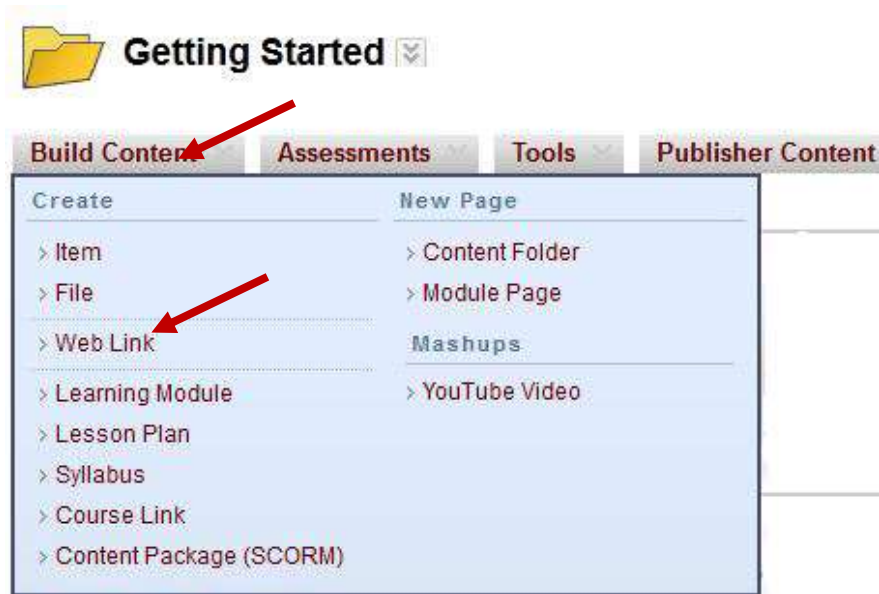 Getting Started
Build Content Assessments Tools Publisher Content
Create
> Item
> File
> Web Link
> Learning Module
> Lesson Plan
> Syllabus
> Course Link
> Content Package (SCORM)
New Page
> Content Folder
> Module Page
Mashups
> YouTube Video